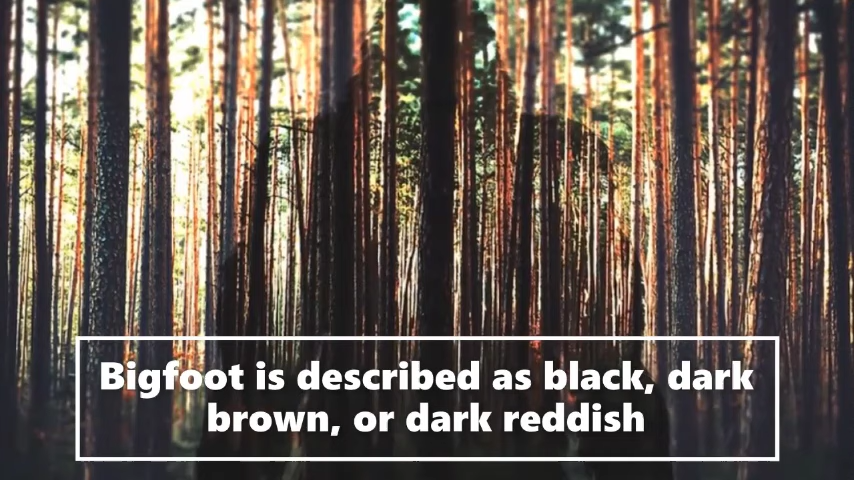 Bigfoot is described as black, dark
brown, or dark reddish